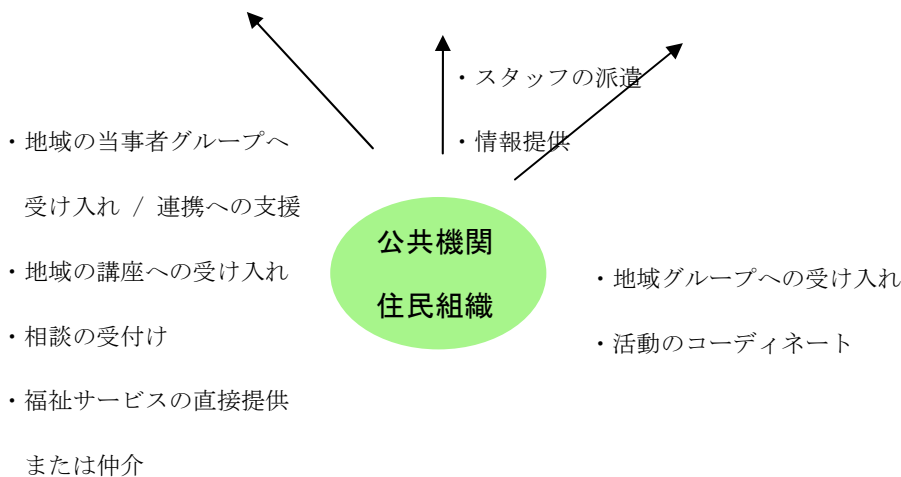 ・スタッフの派遣
・情報提供
・地域の当事者グループへ
受け入れ / 連携への支援
・地域の講座への受け入れ
・相談の受付け
・福祉サービスの直接提供
または仲介
公共機関
住民組織
・地域グループへの受け入れ
・活動のコーディネート